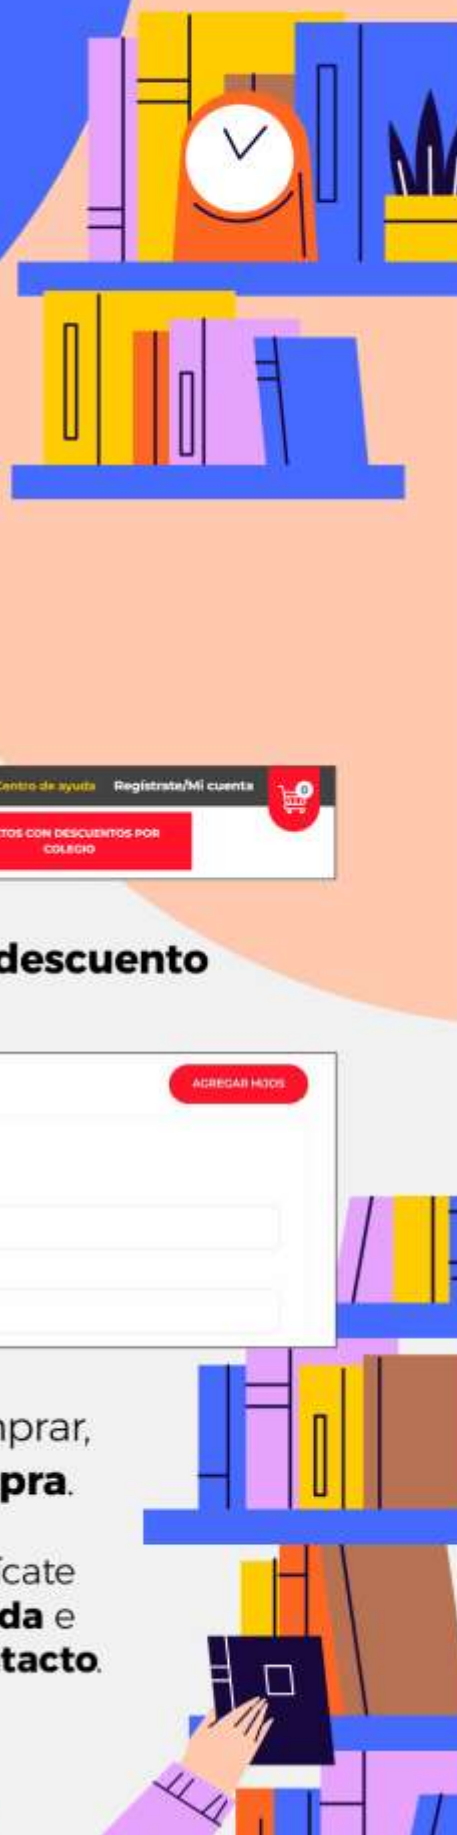 Centro de ayuda Regístrate/Mi cuenta 0
TOS CON DESCUENTOS POR
COLEGIO
descuento
AGREGAR HIJOS
prar,
pra.
ícate
da e
tacto.